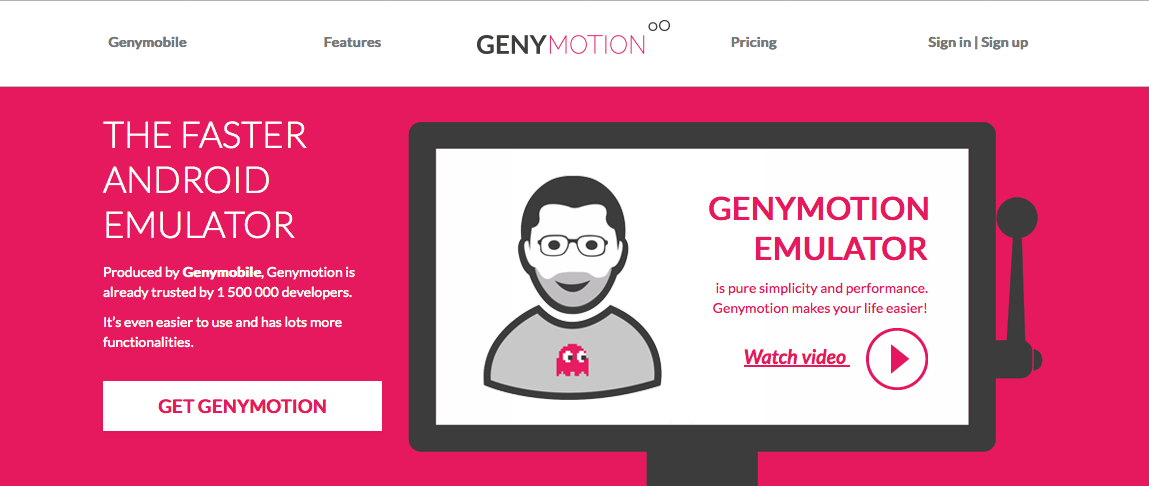 Genymobile
Features
GENYMOTION
Pricing
Sign in | Sign up
THE FASTER
ANDROID
EMULATOR
Produced by Genymobile, Genymotion is
already trusted by 1 500 000 developers.
It's even easier to use and has lots more
functionalities.
GET GENYMOTION
GENYMOTION
EMULATOR
is pure simplicity and performance.
Genymotion makes your life easier!
Watch video